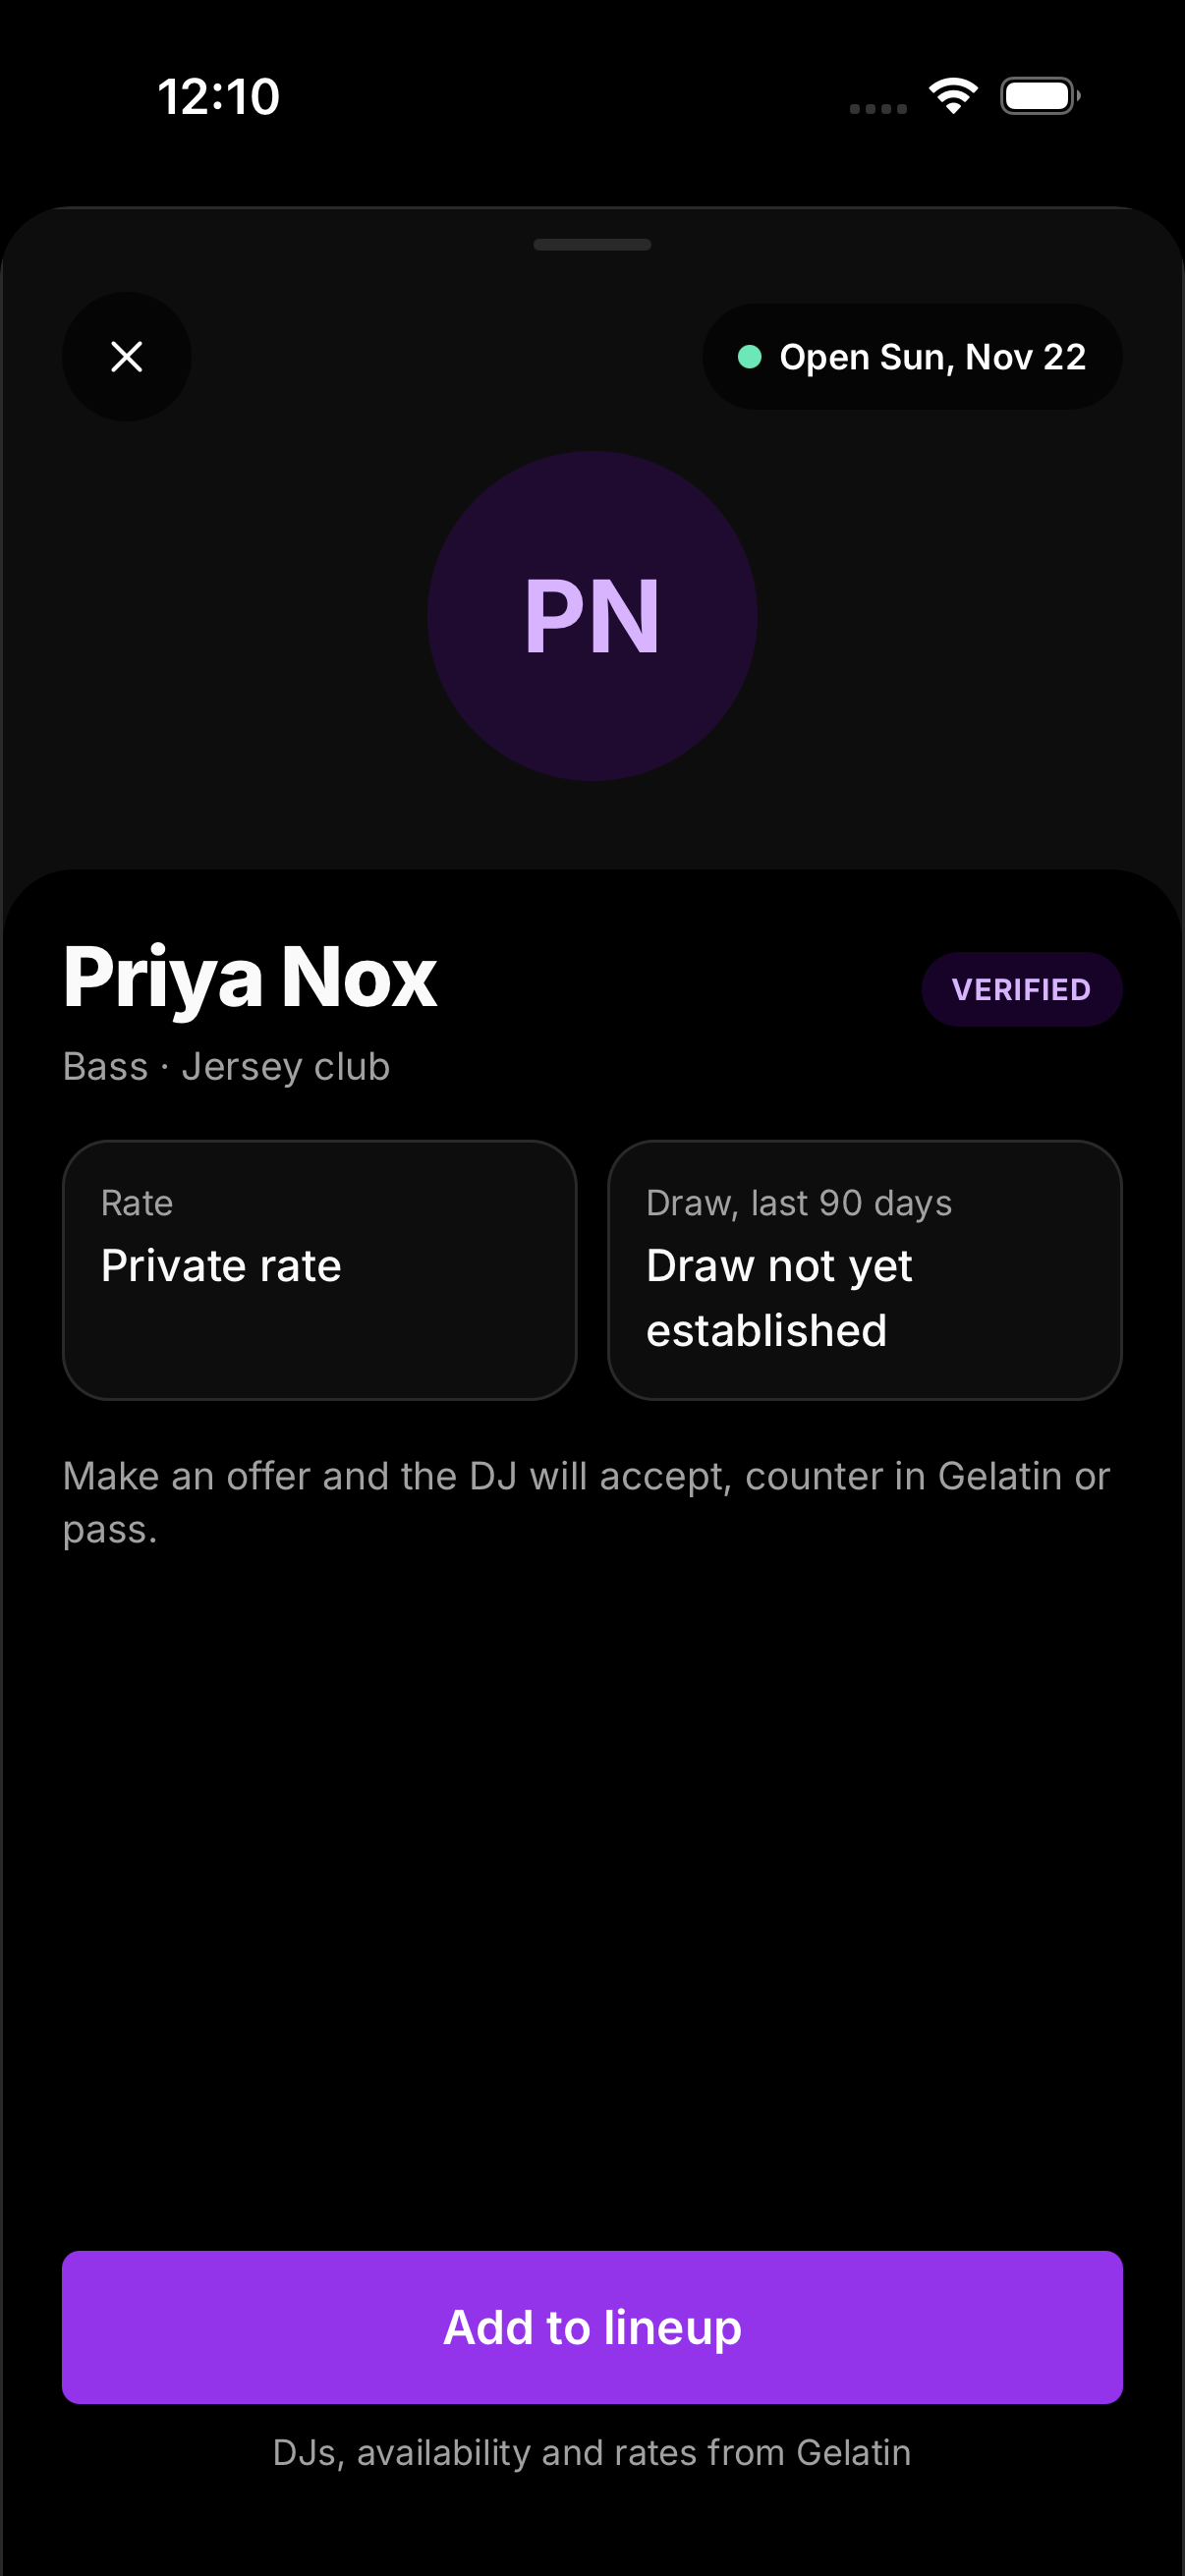 12:10
Open Sun, Nov 22
PN
Priya Nox
VERIFIED
Bass · Jersey club
Rate
Private rate
Draw, last 90 days
Draw not yet
established
Make an offer and the DJ will accept, counter in Gelatin or
pass.
Add to lineup
DJs, availability and rates from Gelatin